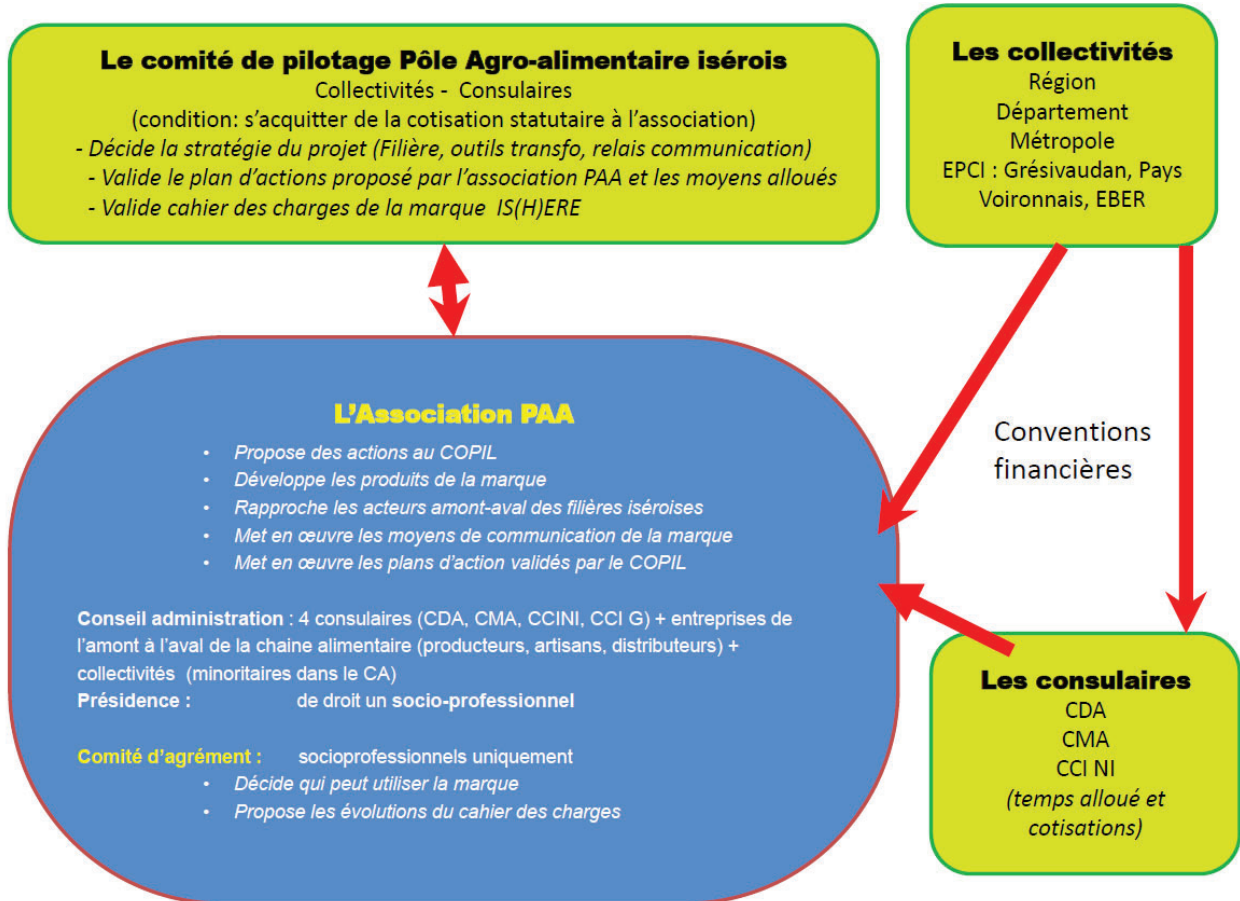 Le comité de pilotage Pôle Agro-alimentaire isérois
Collectivités - Consulaires
(condition: s'acquitter de la cotisation statutaire à l'association)
- Décide la stratégie du projet (Filière, outils transfo, relais communication)
- Valide le plan d'actions proposé par l'association PAA et les moyens alloués
- Valide cahier des charges de la marque IS(H)ERE
Les collectivités
Région
Département
Métropole
EPCI : Grésivaudan, Pays
Voironnais, EBER
L'Association PAA
• Propose des actions au COPIL
• Développe les produits de la marque
• Rapproche les acteurs amont-aval des filières iséroises
• Met en œuvre les moyens de communication de la marque
• Met en œuvre les plans d'action validés par le COPIL
Conseil administration : 4 consulaires (CDA, CMA, CCINI, CCI G) + entreprises de
l'amont à l'aval de la chaine alimentaire (producteurs, artisans, distributeurs) +
collectivités (minoritaires dans le CA)
Présidence : de droit un socio-professionnel
Comité d'agrément : socioprofessionnels uniquement
• Décide qui peut utiliser la marque
• Propose les évolutions du cahier des charges
Conventions
financières
Les consulaires
CDA
CMA
CCI NI
(temps alloué et
cotisations)